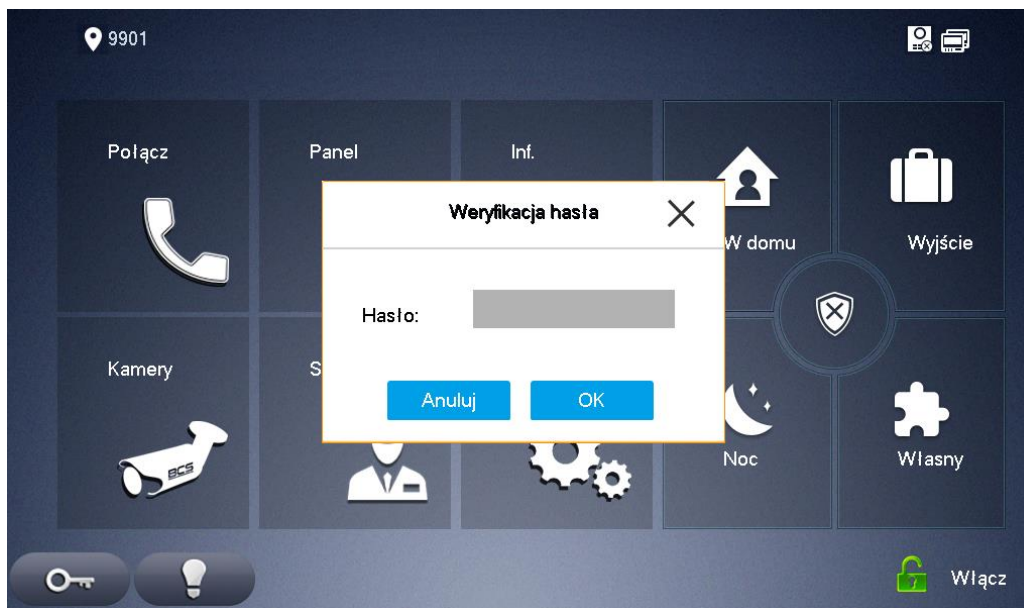 9901
Połącz
Panel
Inf.
Weryfikacja hasła
W domu
Wyjście
Hasło:
Kamery
S
Anuluj
OK
BCS
Noc
Własny
Włącz